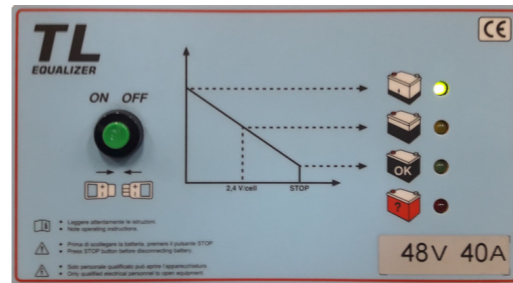 TL
EQUALIZER
CE
ON OFF
OK
?
2,4 V/cell STOP
Leggere attentamente le istruzioni
Note operating instructions.
Prima di scollegare la batteria, premere il pulsante STOP
Press STOP button before disconnecting battery.
Solo personale qualificato può aprire l'apparecchiatura
Only qualified electrical personnel to open equipment.
48V 40A